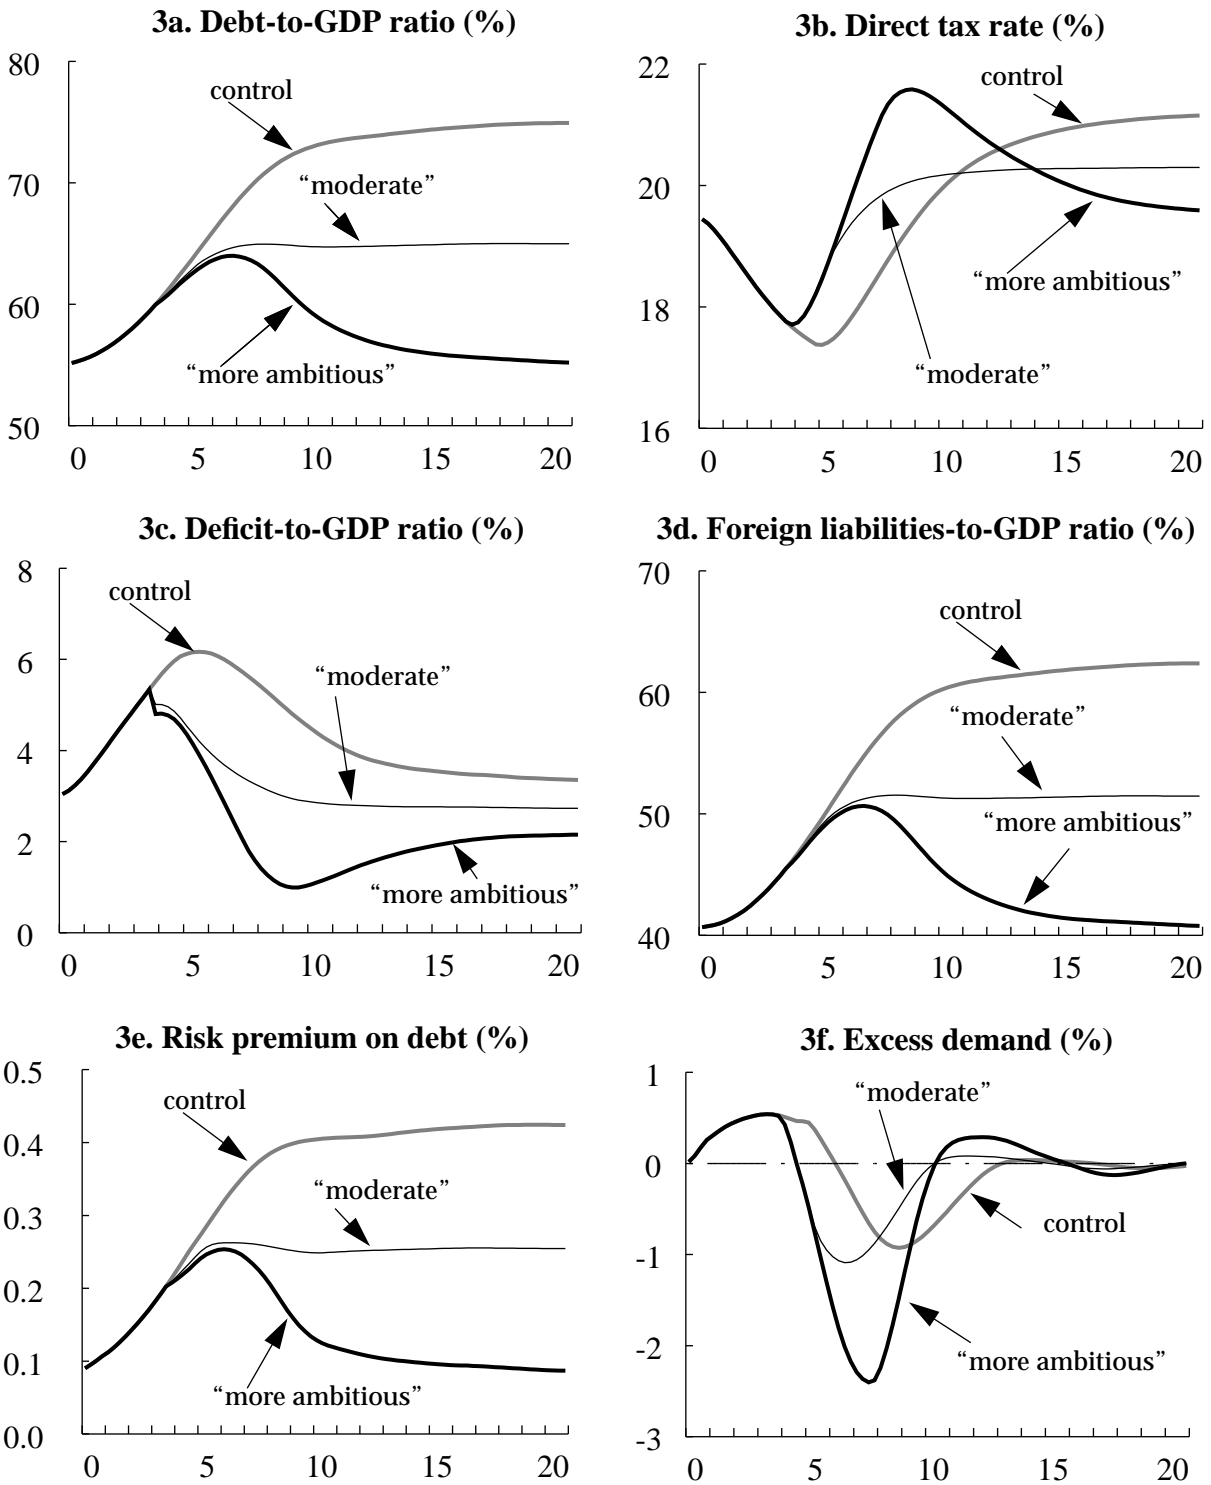 3a. Debt-to-GDP ratio (%)
80
70
60
50
control
“moderate”
“more ambitious”
0 5 10 15 20
3b. Direct tax rate (%)
22
20
18
16
control
“more ambitious”
“moderate”
0 5 10 15 20
3c. Deficit-to-GDP ratio (%)
8
6
4
2
0
control
“moderate”
“more ambitious”
0 5 10 15 20
3d. Foreign liabilities-to-GDP ratio (%)
70
60
50
40
control
“moderate”
“more ambitious”
0 5 10 15 20
3e. Risk premium on debt (%)
0.5
0.4
0.3
0.2
0.1
0.0
control
“moderate”
“more ambitious”
0 5 10 15 20
3f. Excess demand (%)
1
0
-1
-2
-3
“moderate”
control
“more ambitious”
0 5 10 15 20